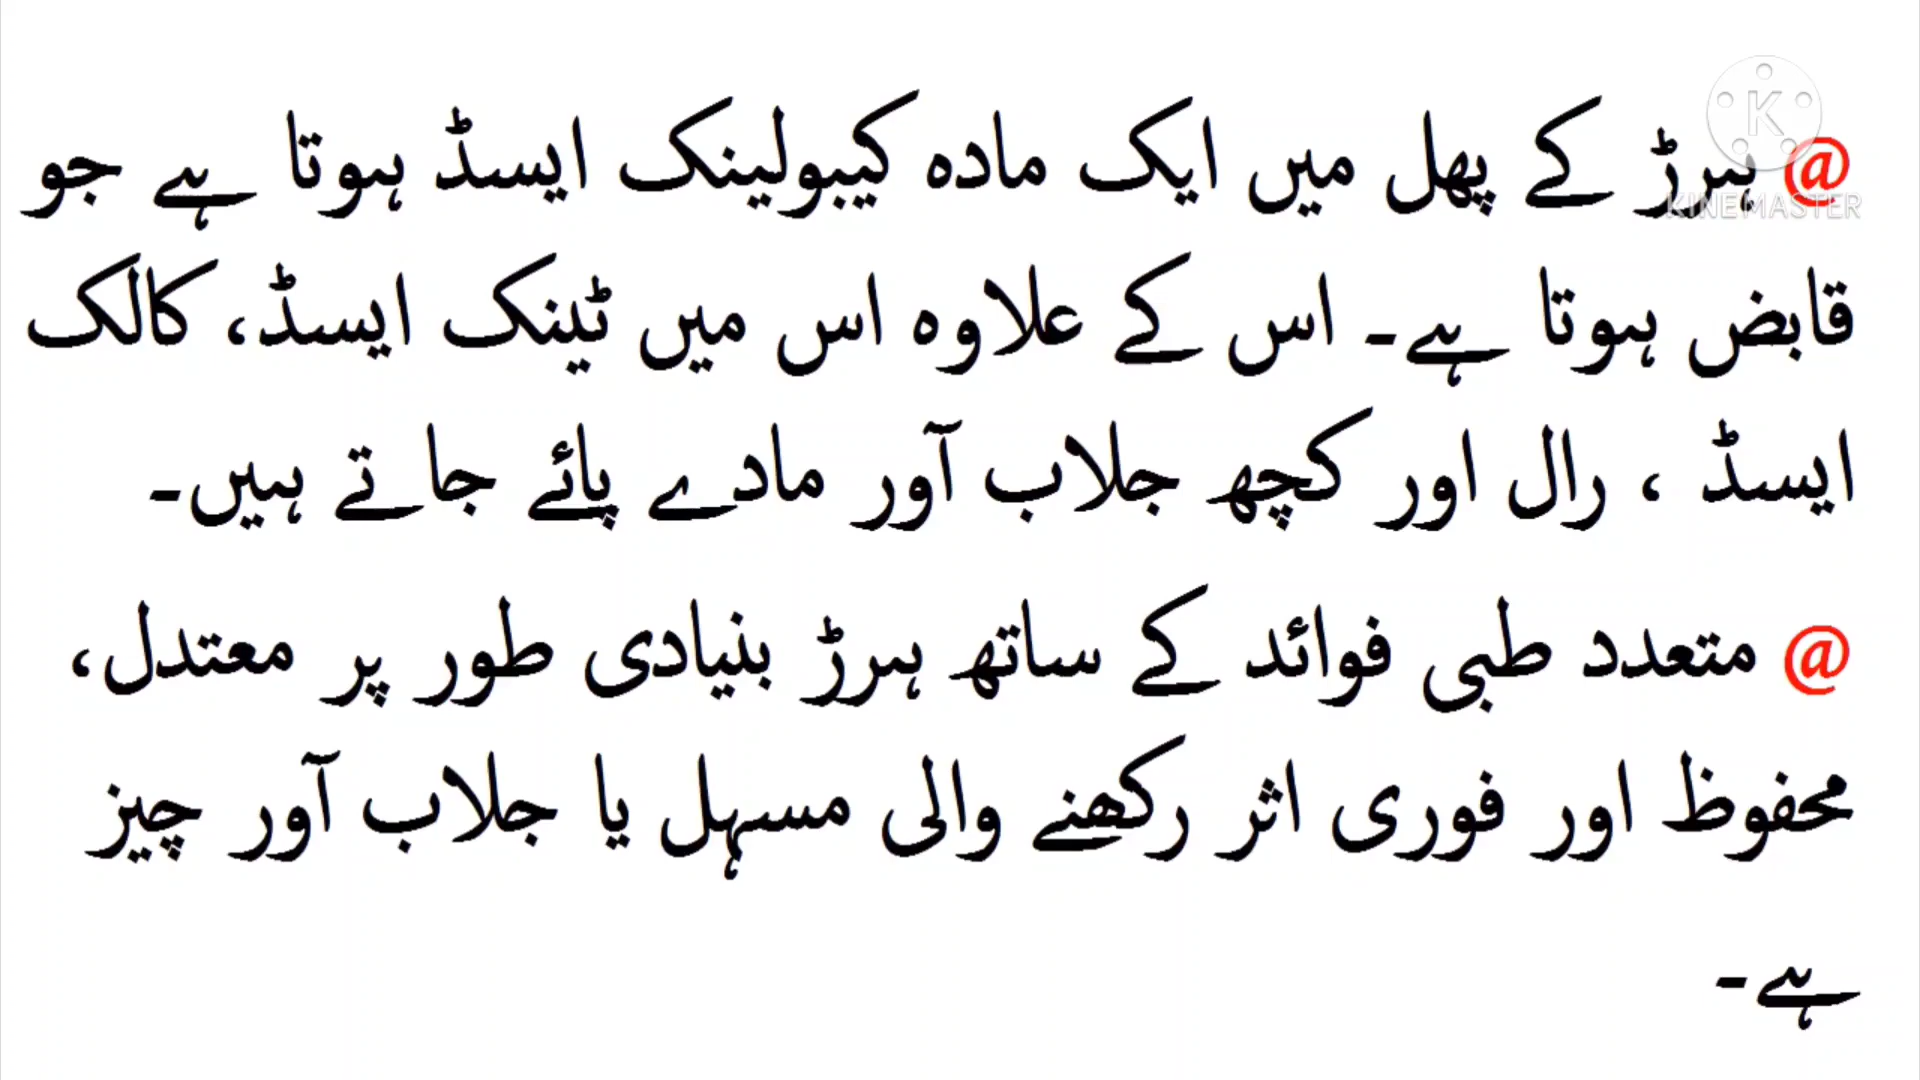 @ ہرڑ کے پھل میں ایک مادہ کیبولینک ایسڈ ہوتا ہے جو
قابض ہوتا ہے۔ اس کے علاوہ اس میں ٹینک ایسڈ، کالک
ایسڈ ، رال اور کچھ جلاب آور مادے پائے جاتے ہیں۔
@ متعدد طبی فوائد کے ساتھ ہرڑ بنیادی طور پر معتدل،
محفوظ اور فوری اثر رکھنے والی مسہل یا جلاب آور چیز
ہے۔
K
KINEMASTER